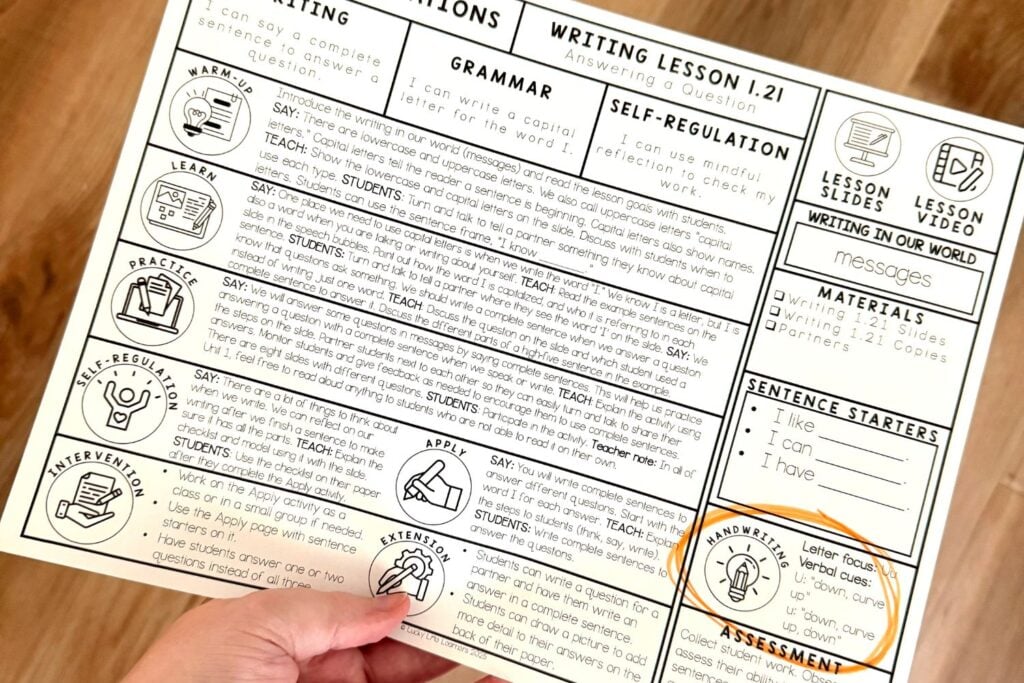 RITING
I can say a complete
sentence to answer a
question.
ATIONS
GRAMMAR
I can write a capital
letter for the word I.
WRITING LESSON 1.21
Answering a Question
SELF-REGULATION
I can use mindful
reflection to check my
work.
WARM-UP
Introduce the writing in our world (messages) and read the lesson goals with students.
SAY: There are lowercase and uppercase letters. We also call uppercase letters "capital
letters." Capital letters tell the reader a sentence is beginning. Capital letters also show names.
TEACH: Show the lowercase and capital letters on the slide. Discuss with students when to
use each type. STUDENTS: Turn and talk to tell a partner something they know about capital
letters. Students can use the sentence frame, "I know ________."
LEARN
SAY: One place we need to use capital letters is when we write the word "I." We know I is a letter, but I is
also a word when you are talking or writing about yourself. TEACH: Read the example sentences on the
slide in the speech bubbles. Point out how the word I is capitalized, and who it is referring to in each
sentence. STUDENTS: Turn and talk to tell a partner where they see the word "I" on the slide. SAY: We
know that questions ask something. We should write a complete sentence when we answer a question
instead of writing just one word. TEACH: Discuss the question on the slide and which student used a
complete sentence to answer it. Discuss the different parts of a high-five sentence in the example.
PRACTICE
SAY: We will answer some questions in messages by saying complete sentences. This will help us practice
answering a question with a complete sentence when we speak or write. TEACH: Explain the activity using
the steps on the slide. Partner students next to each other so they can easily turn and talk to share their
answers. Monitor students and give feedback as needed to encourage them to use complete sentences.
There are eight slides with different questions. STUDENTS: Participate in the activity. Teacher note: In all of
Unit 1, feel free to read aloud anything to students who are not able to read it on their own.
SELF-REGULATION
SAY: There are a lot of things to think about
when we write. We can reflect on our
writing after we finish a sentence to make
sure it has all the parts. TEACH: Explain the
checklist and model using it with the slide.
STUDENTS: Use the checklist on their paper
after they complete the Apply activity.
APPLY
SAY: You will write complete sentences to
answer different questions. Start with the
word I for each answer. TEACH: Explain
the steps to students (think, say, write).
STUDENTS: Write complete sentences to
answer the questions.
INTERVENTION
• Work on the Apply activity as a
class or in a small group if needed.
• Use the Apply page with sentence
starters on it.
• Have students answer one or two
questions instead of all three.
EXTENSION
• Students can write a question for a
partner and have them write an
answer in a complete sentence.
• Students can draw a picture to add
more detail to their answers on the
back of their paper.
Lucky Little Learners 2023
LESSON
SLIDES
LESSON
VIDEO
WRITING IN OUR WORLD
messages
MATERIALS
❑ Writing 1.21 Slides
❑ Writing 1.21 Copies
❑ Partners
SENTENCE STARTERS
• I like ________.
• I can ________.
• I have ________.
HANDWRITING
Letter focus: Uu
Verbal cues:
U: "down, curve
up"
u: "down, curve
up, down"
ASSESSMENT
Collect student work.
assess their